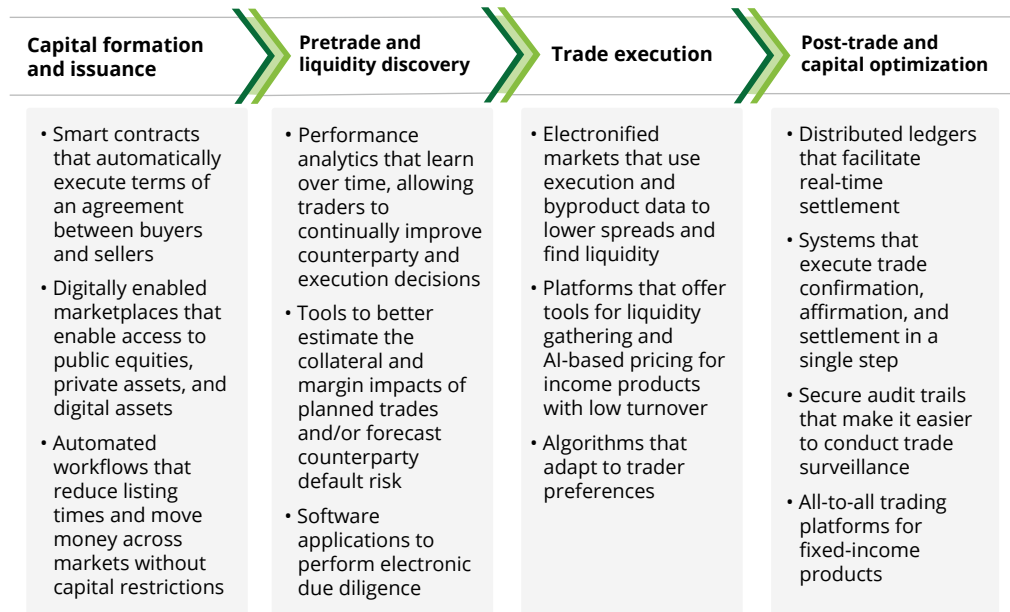 Capital formation
and issuance
Pretrade and
liquidity discovery
Trade execution
Post-trade and
capital optimization
• Smart contracts
that automatically
execute terms of
an agreement
between buyers
and sellers
• Digitally enabled
marketplaces that
enable access to
public equities,
private assets, and
digital assets
• Automated
workflows that
reduce listing
times and move
money across
markets without
capital restrictions
• Performance
analytics that learn
over time, allowing
traders to
continually improve
counterparty and
execution decisions
• Tools to better
estimate the
collateral and
margin impacts of
planned trades
and/or forecast
counterparty
default risk
• Software
applications to
perform electronic
due diligence
• Electronified
markets that use
execution and
byproduct data to
lower spreads and
find liquidity
• Platforms that offer
tools for liquidity
gathering and
AI-based pricing for
income products
with low turnover
• Algorithms that
adapt to trader
preferences
• Distributed ledgers
that facilitate
real-time
settlement
• Systems that
execute trade
confirmation,
affirmation, and
settlement in a
single step
• Secure audit trails
that make it easier
to conduct trade
surveillance
• All-to-all trading
platforms for
fixed-income
products